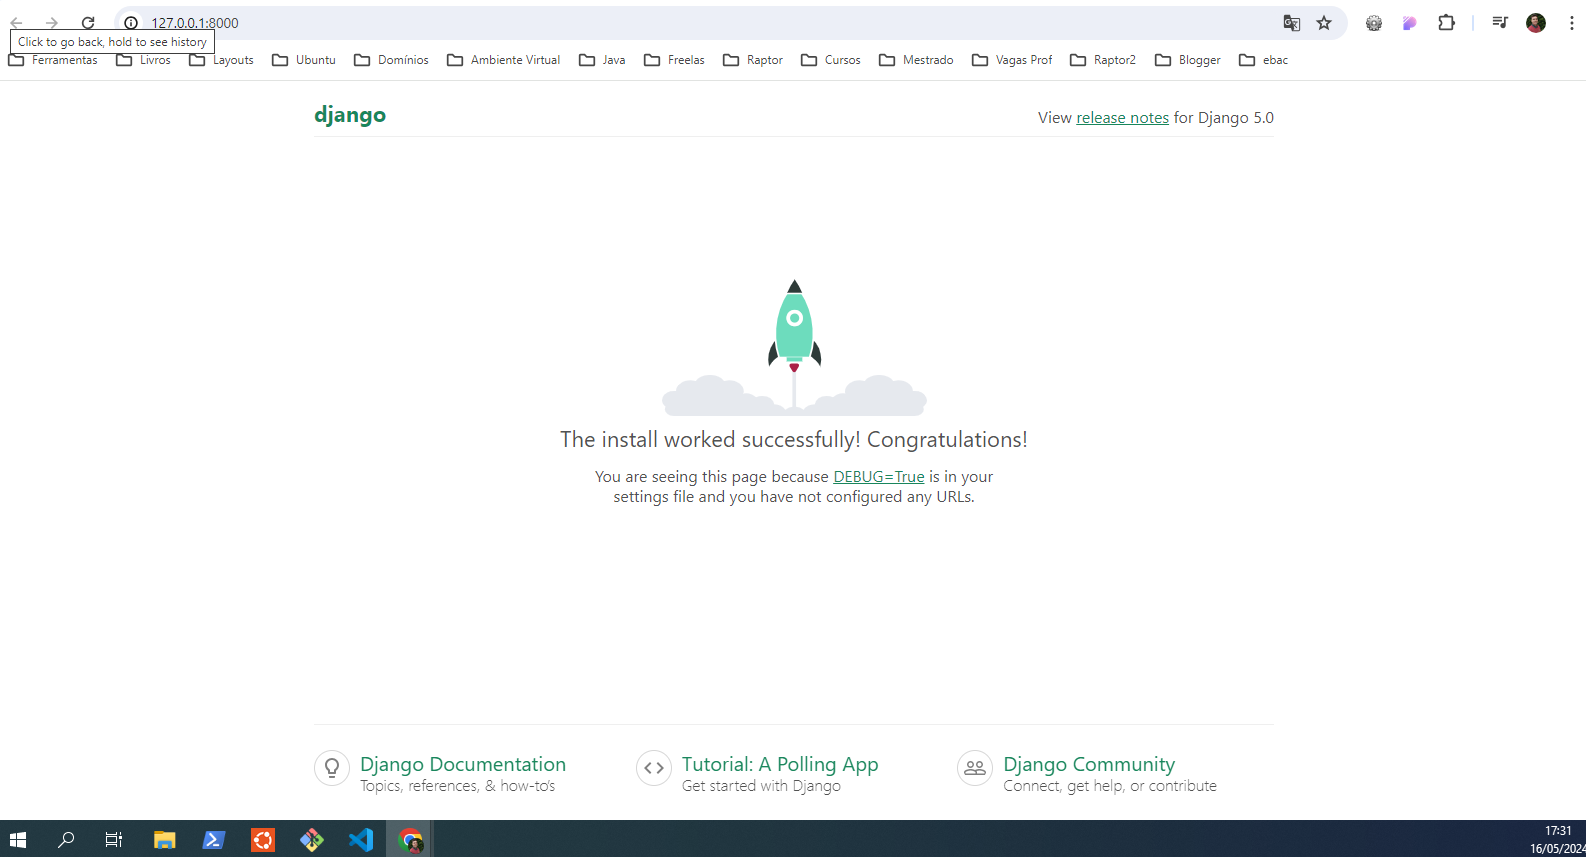 127.0.0.1:8000
Click to go back, hold to see history
Ferramentas Livros Layouts Ubuntu Domínios Ambiente Virtual Java Freelas Raptor Cursos Mestrado Vagas Prof Raptor2 Blogger ebac
django
View release notes for Django 5.0
The install worked successfully! Congratulations!
You are seeing this page because DEBUG=True is in your
settings file and you have not configured any URLs.
Django Documentation
Topics, references, & how-to's
Tutorial: A Polling App
Get started with Django
Django Community
Connect, get help, or contribute
17:31
16/05/2024